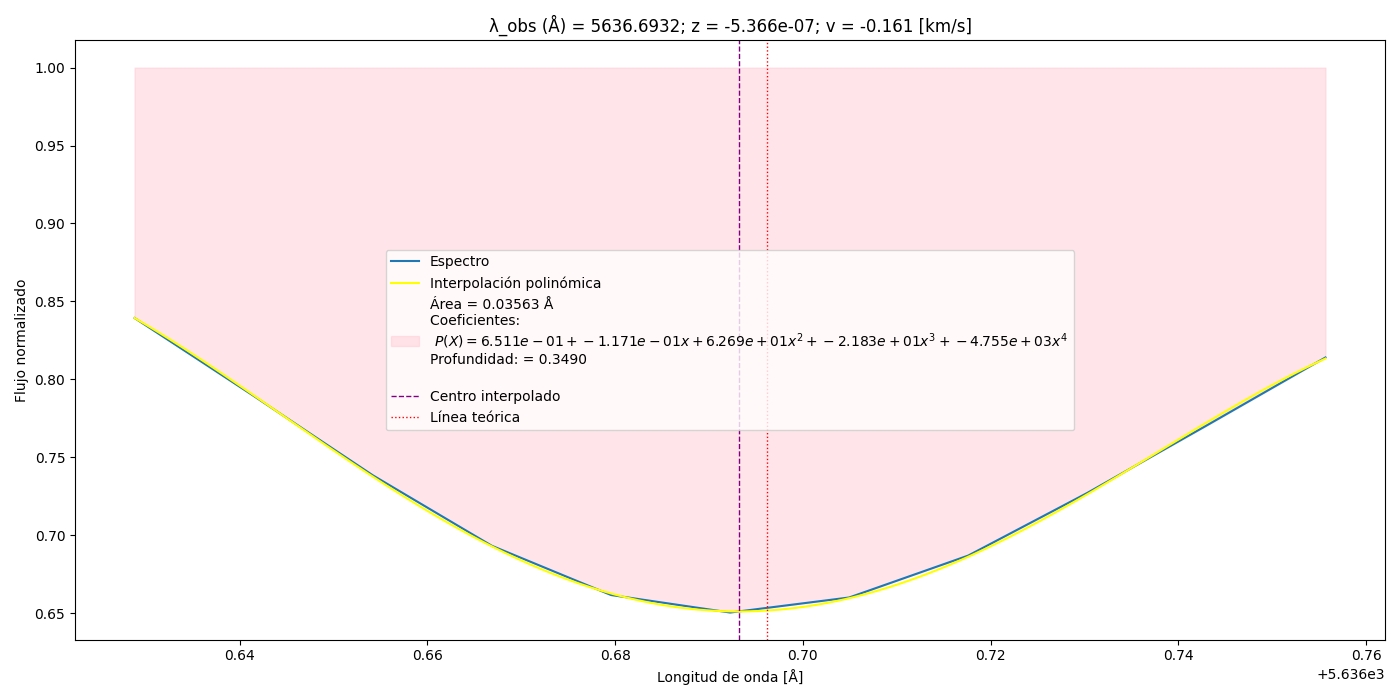 λ_obs (Å) = 5636.6932; z = -5.366e-07; v = -0.161 [km/s]
Flujo normalizado
1.00
0.95
0.90
0.85
0.80
0.75
0.70
0.65
Espectro
Interpolación polinómica
Área = 0.03563 Å
Coeficientes:
P(X) = 6.511e − 01 + −1.171e − 01x + 6.269e + 01x² + −2.183e + 01x³ + −4.755e + 03x⁴
Profundidad: = 0.3490
Centro interpolado
Línea teórica
0.64 0.66 0.68 0.70 0.72 0.74 0.76
+5.636e3
Longitud de onda [Å]